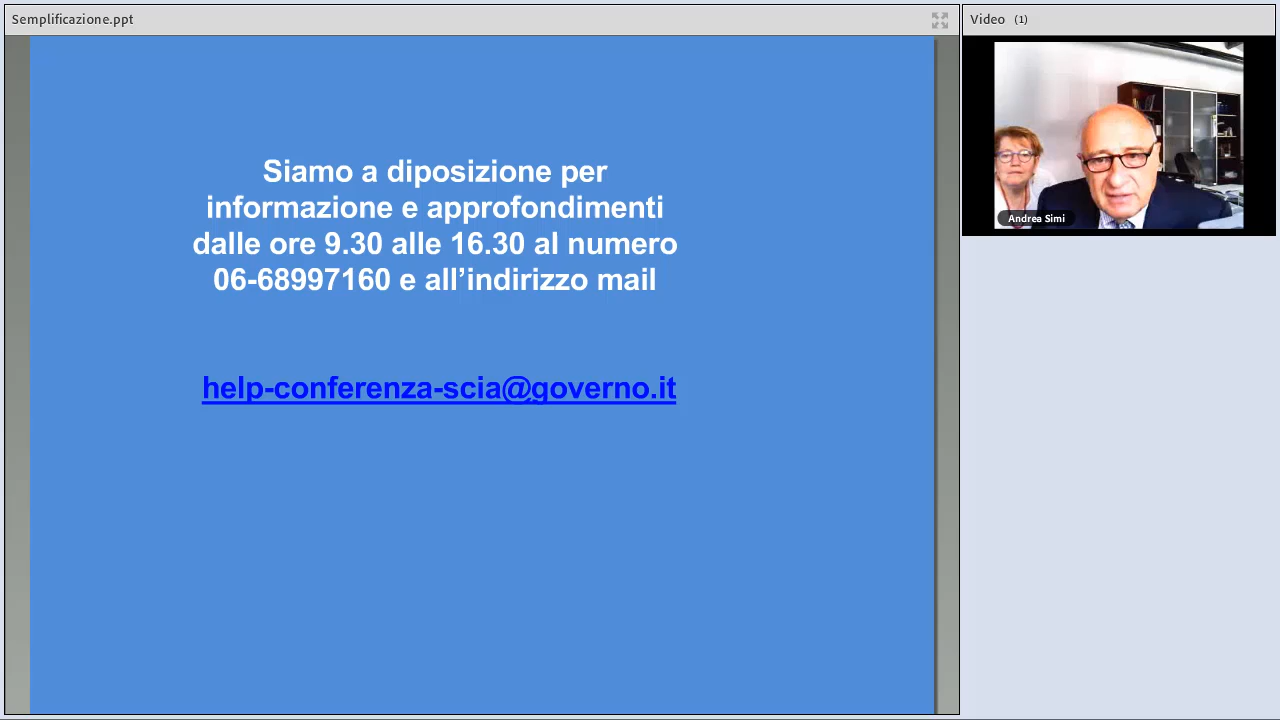 Semplificazione.ppt
Video (1)
Siamo a diposizione per
informazione e approfondimenti
dalle ore 9.30 alle 16.30 al numero
06-68997160 e all’indirizzo mail
help-conferenza-scia@governo.it
Andrea Simi